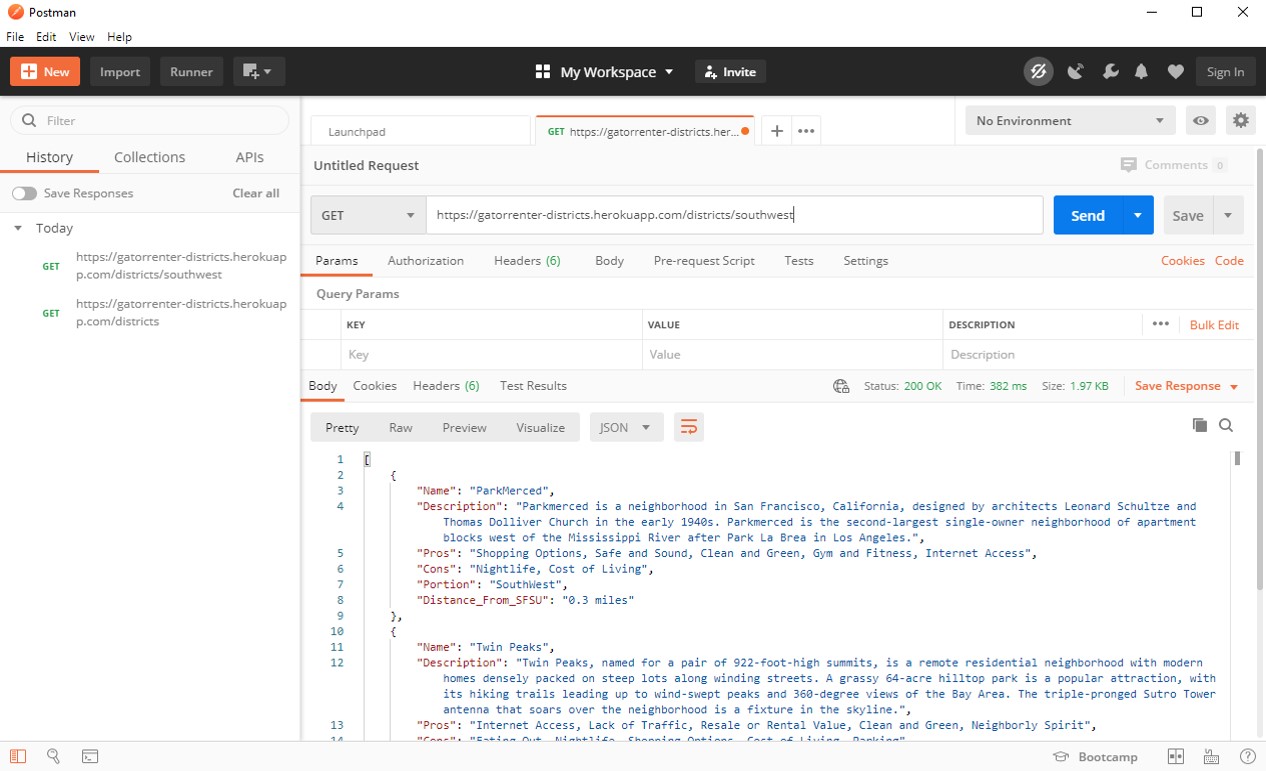 Postman
File Edit View Help
New Import Runner My Workspace Invite Sign In
Filter
History Collections APIs
Save Responses Clear all
Today
GET https://gatorrenter-districts.herokuap
p.com/districts/southwest
GET https://gatorrenter-districts.herokuap
p.com/districts
Launchpad GET https://gatorrenter-districts.her... + ••• No Environment
Untitled Request Comments 0
GET https://gatorrenter-districts.herokuapp.com/districts/southwest Send Save
Params Authorization Headers (6) Body Pre-request Script Tests Settings Cookies Code
Query Params
KEY VALUE DESCRIPTION ••• Bulk Edit
Key Value Description
Body Cookies Headers (6) Test Results Status: 200 OK Time: 382 ms Size: 1.97 KB Save Response
Pretty Raw Preview Visualize JSON
1 [
2 {
3 "Name": "ParkMerced",
4 "Description": "Parkmerced is a neighborhood in San Francisco, California, designed by architects Leonard Schultze and
Thomas Dolliver Church in the early 1940s. Parkmerced is the second-largest single-owner neighborhood of apartment
blocks west of the Mississippi River after Park La Brea in Los Angeles.",
5 "Pros": "Shopping Options, Safe and Sound, Clean and Green, Gym and Fitness, Internet Access",
6 "Cons": "Nightlife, Cost of Living",
7 "Portion": "SouthWest",
8 "Distance_From_SFSU": "0.3 miles"
9 },
10 {
11 "Name": "Twin Peaks",
12 "Description": "Twin Peaks, named for a pair of 922-foot-high summits, is a remote residential neighborhood with modern
homes densely packed on steep lots along winding streets. A grassy 64-acre hilltop park is a popular attraction, with
its hiking trails leading up to wind-swept peaks and 360-degree views of the Bay Area. The triple-pronged Sutro Tower
antenna that soars over the neighborhood is a fixture in the skyline.",
13 "Pros": "Internet Access, Lack of Traffic, Resale or Rental Value, Clean and Green, Neighborly Spirit",
14 "Cons": "Eating Out, Nightlife, Shopping Options, Cost of Living, Parking"
Bootcamp